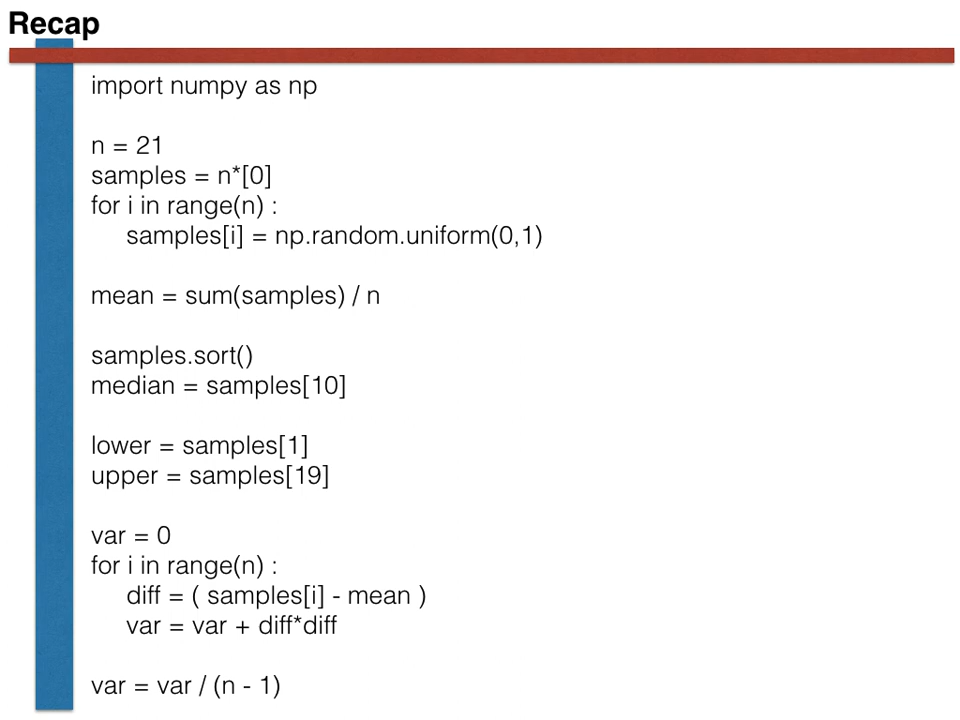 Recap
import numpy as np
n = 21
samples = n*[0]
for i in range(n) :
samples[i] = np.random.uniform(0,1)
mean = sum(samples) / n
samples.sort()
median = samples[10]
lower = samples[1]
upper = samples[19]
var = 0
for i in range(n) :
diff = ( samples[i] - mean )
var = var + diff*diff
var = var / (n - 1)